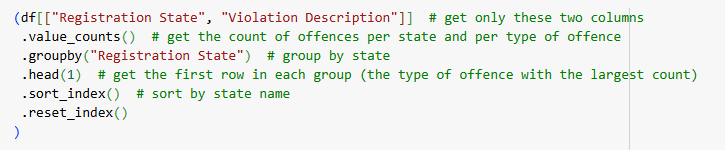 (df[["Registration State", "Violation Description"]]  # get only these two columns
 .value_counts()  # get the count of offences per state and per type of offence
 .groupby("Registration State")  # group by state
 .head(1)  # get the first row in each group (the type of offence with the largest count)
 .sort_index()  # sort by state name
 .reset_index()
)